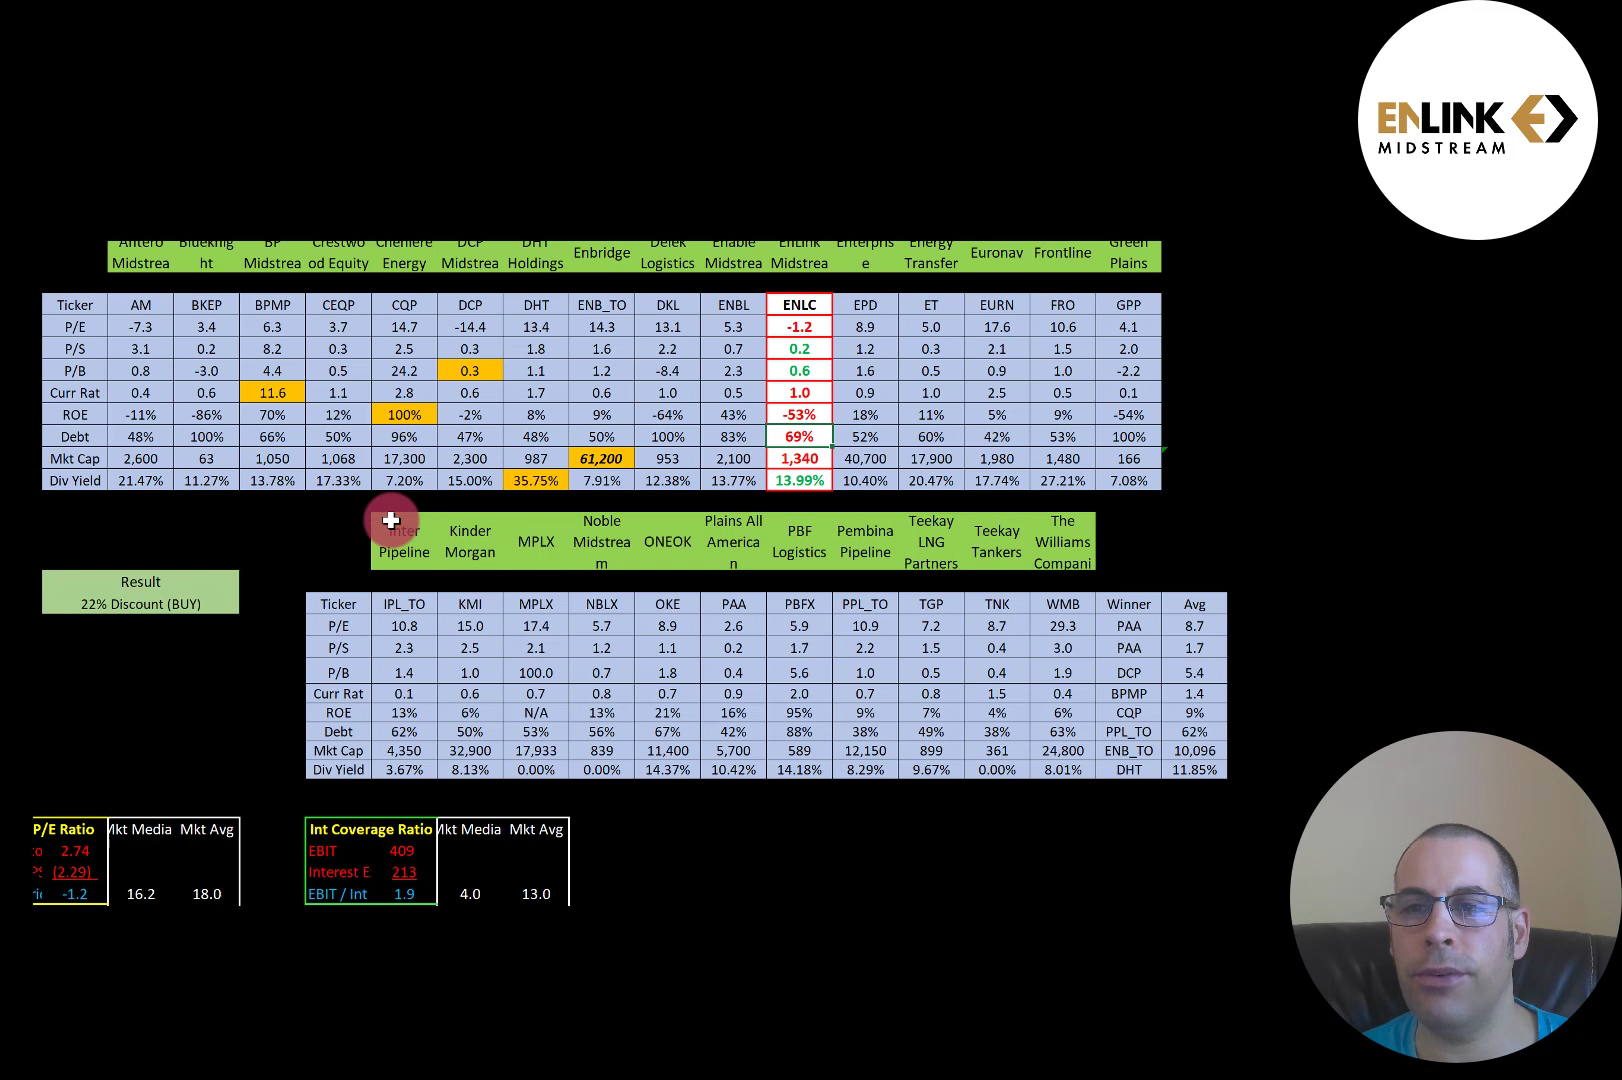 ENLINK
MIDSTREAM
Antero Blueknig BP Crestwo Cheniere DCP DHT Enbridge Delek Enable EnLink Enterpris Energy Euronav Frontline Green
Midstrea ht Midstrea od Equity Energy Midstrea Holdings Logistics Midstrea Midstrea e Transfer Plains
Ticker AM BKEP BPMP CEQP CQP DCP DHT ENB_TO DKL ENBL ENLC EPD ET EURN FRO GPP
P/E -7.3 3.4 6.3 3.7 14.7 -14.4 13.4 14.3 13.1 5.3 -1.2 8.9 5.0 17.6 10.6 4.1
P/S 3.1 0.2 8.2 0.3 2.5 0.3 1.8 1.6 2.2 0.7 0.2 1.2 0.3 2.1 1.5 2.0
P/B 0.8 -3.0 4.4 0.5 24.2 0.3 1.1 1.2 -8.4 2.3 0.6 1.6 0.5 0.9 1.0 -2.2
Curr Rat 0.4 0.6 11.6 1.1 2.8 0.6 1.7 0.6 1.0 0.5 1.0 0.9 1.0 2.5 0.5 0.1
ROE -11% -86% 70% 12% 100% -2% 8% 9% -64% 43% -53% 18% 11% 5% 9% -54%
Debt 48% 100% 66% 50% 96% 47% 48% 50% 100% 83% 69% 52% 60% 42% 53% 100%
Mkt Cap 2,600 63 1,050 1,068 17,300 2,300 987 61,200 953 2,100 1,340 40,700 17,900 1,980 1,480 166
Div Yield 21.47% 11.27% 13.78% 17.33% 7.20% 15.00% 35.75% 7.91% 12.38% 13.77% 13.99% 10.40% 20.47% 17.74% 27.21% 7.08%
Inter Kinder MPLX Noble ONEOK Plains All PBF Pembina Teekay Teekay The
Pipeline Morgan Midstrea America Logistics Pipeline LNG Tankers Williams
m n Partners Compani
Result
22% Discount (BUY)
Ticker IPL_TO KMI MPLX NBLX OKE PAA PBFX PPL_TO TGP TNK WMB Winner Avg
P/E 10.8 15.0 17.4 5.7 8.9 2.6 5.9 10.9 7.2 8.7 29.3 PAA 8.7
P/S 2.3 2.5 2.1 1.2 1.1 0.2 1.7 2.2 1.5 0.4 3.0 PAA 1.7
P/B 1.4 1.0 100.0 0.7 1.8 0.4 5.6 1.0 0.5 0.4 1.9 DCP 5.4
Curr Rat 0.1 0.6 0.7 0.8 0.7 0.9 2.0 0.7 0.8 1.5 0.4 BPMP 1.4
ROE 13% 6% N/A 13% 21% 16% 95% 9% 7% 4% 6% CQP 9%
Debt 62% 50% 53% 56% 67% 42% 88% 38% 49% 38% 63% PPL_TO 62%
Mkt Cap 4,350 32,900 17,933 839 11,400 5,700 589 12,150 899 361 24,800 ENB_TO 10,096
Div Yield 3.67% 8.13% 0.00% 0.00% 14.37% 10.42% 14.18% 8.29% 9.67% 0.00% 8.01% DHT 11.85%
P/E Ratio Mkt Media Mkt Avg
2.74
(2.29)
-1.2 16.2 18.0
Int Coverage Ratio Mkt Media Mkt Avg
EBIT 409
Interest E 213
EBIT / Int 1.9 4.0 13.0